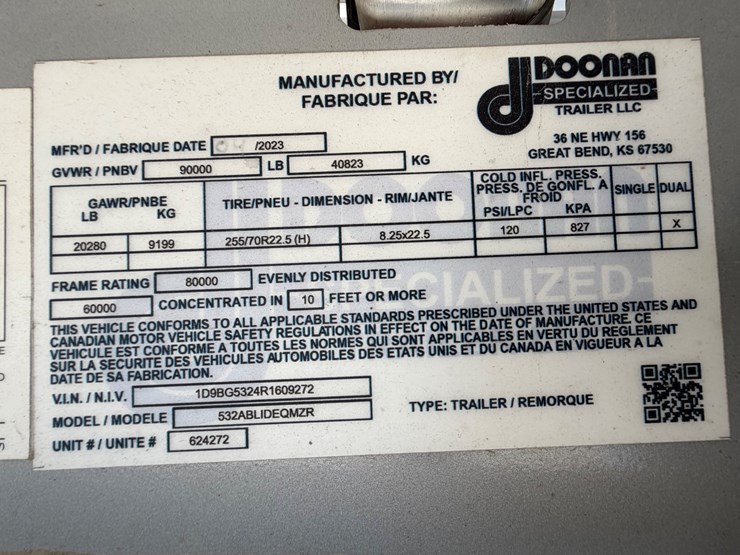 MANUFACTURED BY/
FABRIQUE PAR:
DOONAN
SPECIALIZED
TRAILER LLC
36 NE HWY 156
GREAT BEND, KS 67530
MFR'D / FABRIQUE DATE /2023
GVWR / PNBV 90000 LB 40823 KG
GAWR/PNBE TIRE/PNEU - DIMENSION - RIM/JANTE COLD INFL. PRESS. PRESS. DE GONFL. A FROID SINGLE DUAL
LB KG PSI/LPC KPA
20280 9199 255/70R22.5 (H) 8.25x22.5 120 827 X
FRAME RATING 80000 EVENLY DISTRIBUTED
60000 CONCENTRATED IN 10 FEET OR MORE
THIS VEHICLE CONFORMS TO ALL APPLICABLE STANDARDS PRESCRIBED UNDER THE UNITED STATES AND
CANADIAN MOTOR VEHICLE SAFETY REGULATIONS IN EFFECT ON THE DATE OF MANUFACTURE. CE
VEHICULE EST CONFORME A TOUTES LES NORMES QUI SONT APPLICABLES EN VERTU DU REGLEMENT
SUR LA SECURITE DES VEHICULES AUTOMOBILES DES ETATS UNIS ET DU CANADA EN VIGUEUR A LA
DATE DE SA FABRICATION.
V.I.N. / N.I.V. 1D9BG5324R1609272
MODEL / MODELE 532ABLIDEQMZR
TYPE: TRAILER / REMORQUE
UNIT # / UNITE # 624272